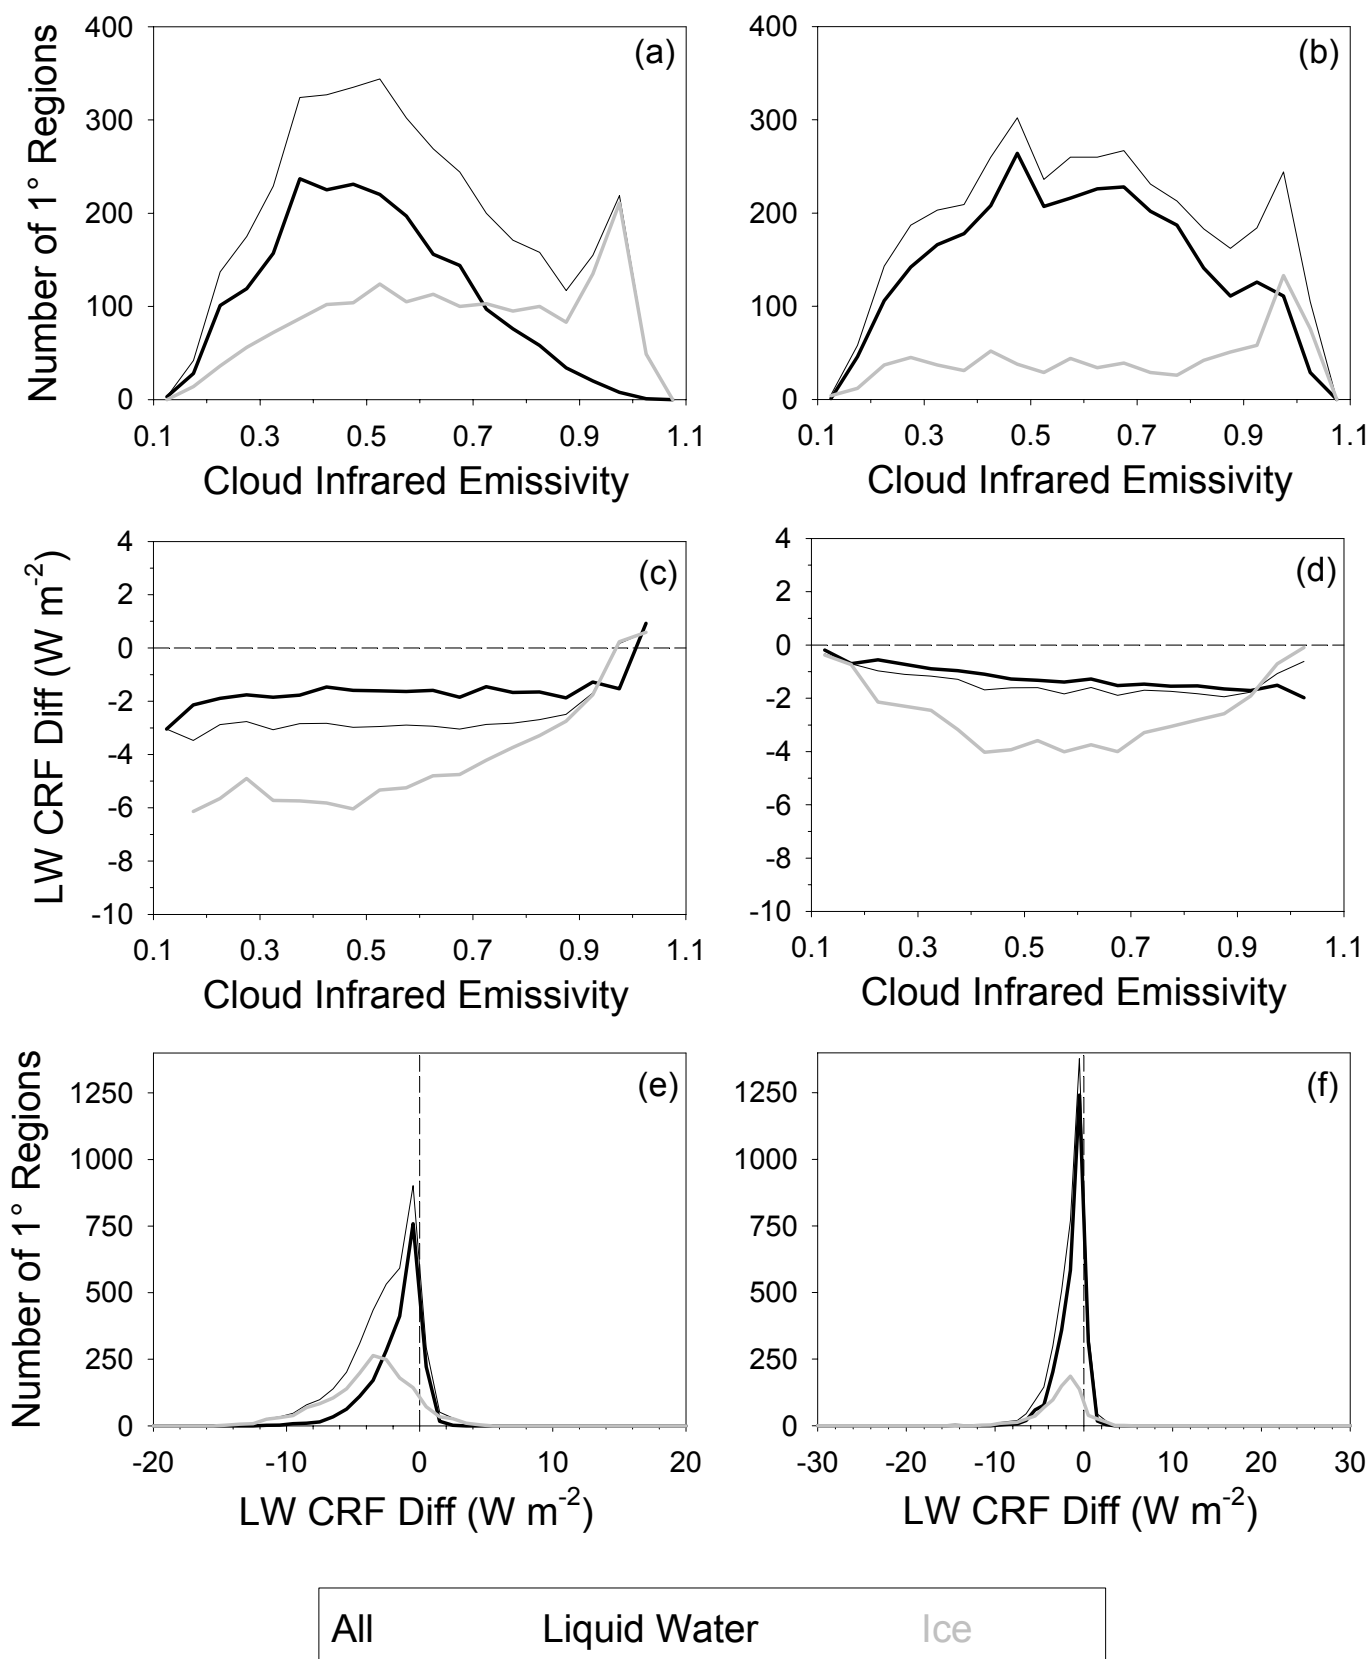 (a)
Number of 1° Regions
400
300
200
100
0
0.1 0.3 0.5 0.7 0.9 1.1
Cloud Infrared Emissivity
(b)
400
300
200
100
0
0.1 0.3 0.5 0.7 0.9 1.1
Cloud Infrared Emissivity
(c)
LW CRF Diff (W m-2)
4
2
0
-2
-4
-6
-8
-10
0.1 0.3 0.5 0.7 0.9 1.1
Cloud Infrared Emissivity
(d)
4
2
0
-2
-4
-6
-8
-10
0.1 0.3 0.5 0.7 0.9 1.1
Cloud Infrared Emissivity
(e)
Number of 1° Regions
1250
1000
750
500
250
0
-20 -10 0 10 20
LW CRF Diff (W m-2)
(f)
1250
1000
750
500
250
0
-30 -20 -10 0 10 20 30
LW CRF Diff (W m-2)
All Liquid Water Ice